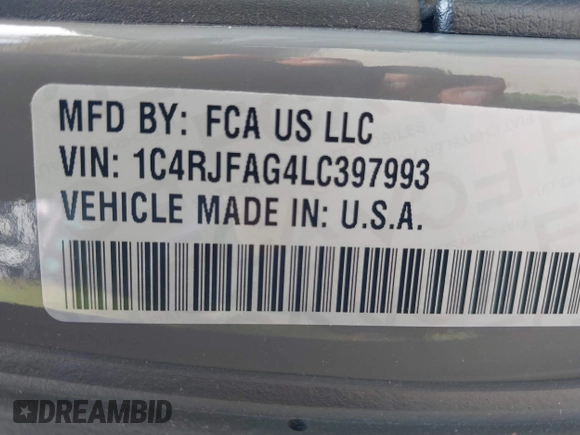 MFD BY: FCA US LLC
VIN: 1C4RJFAG4LC397993
VEHICLE MADE IN: U.S.A.
DREAMBID